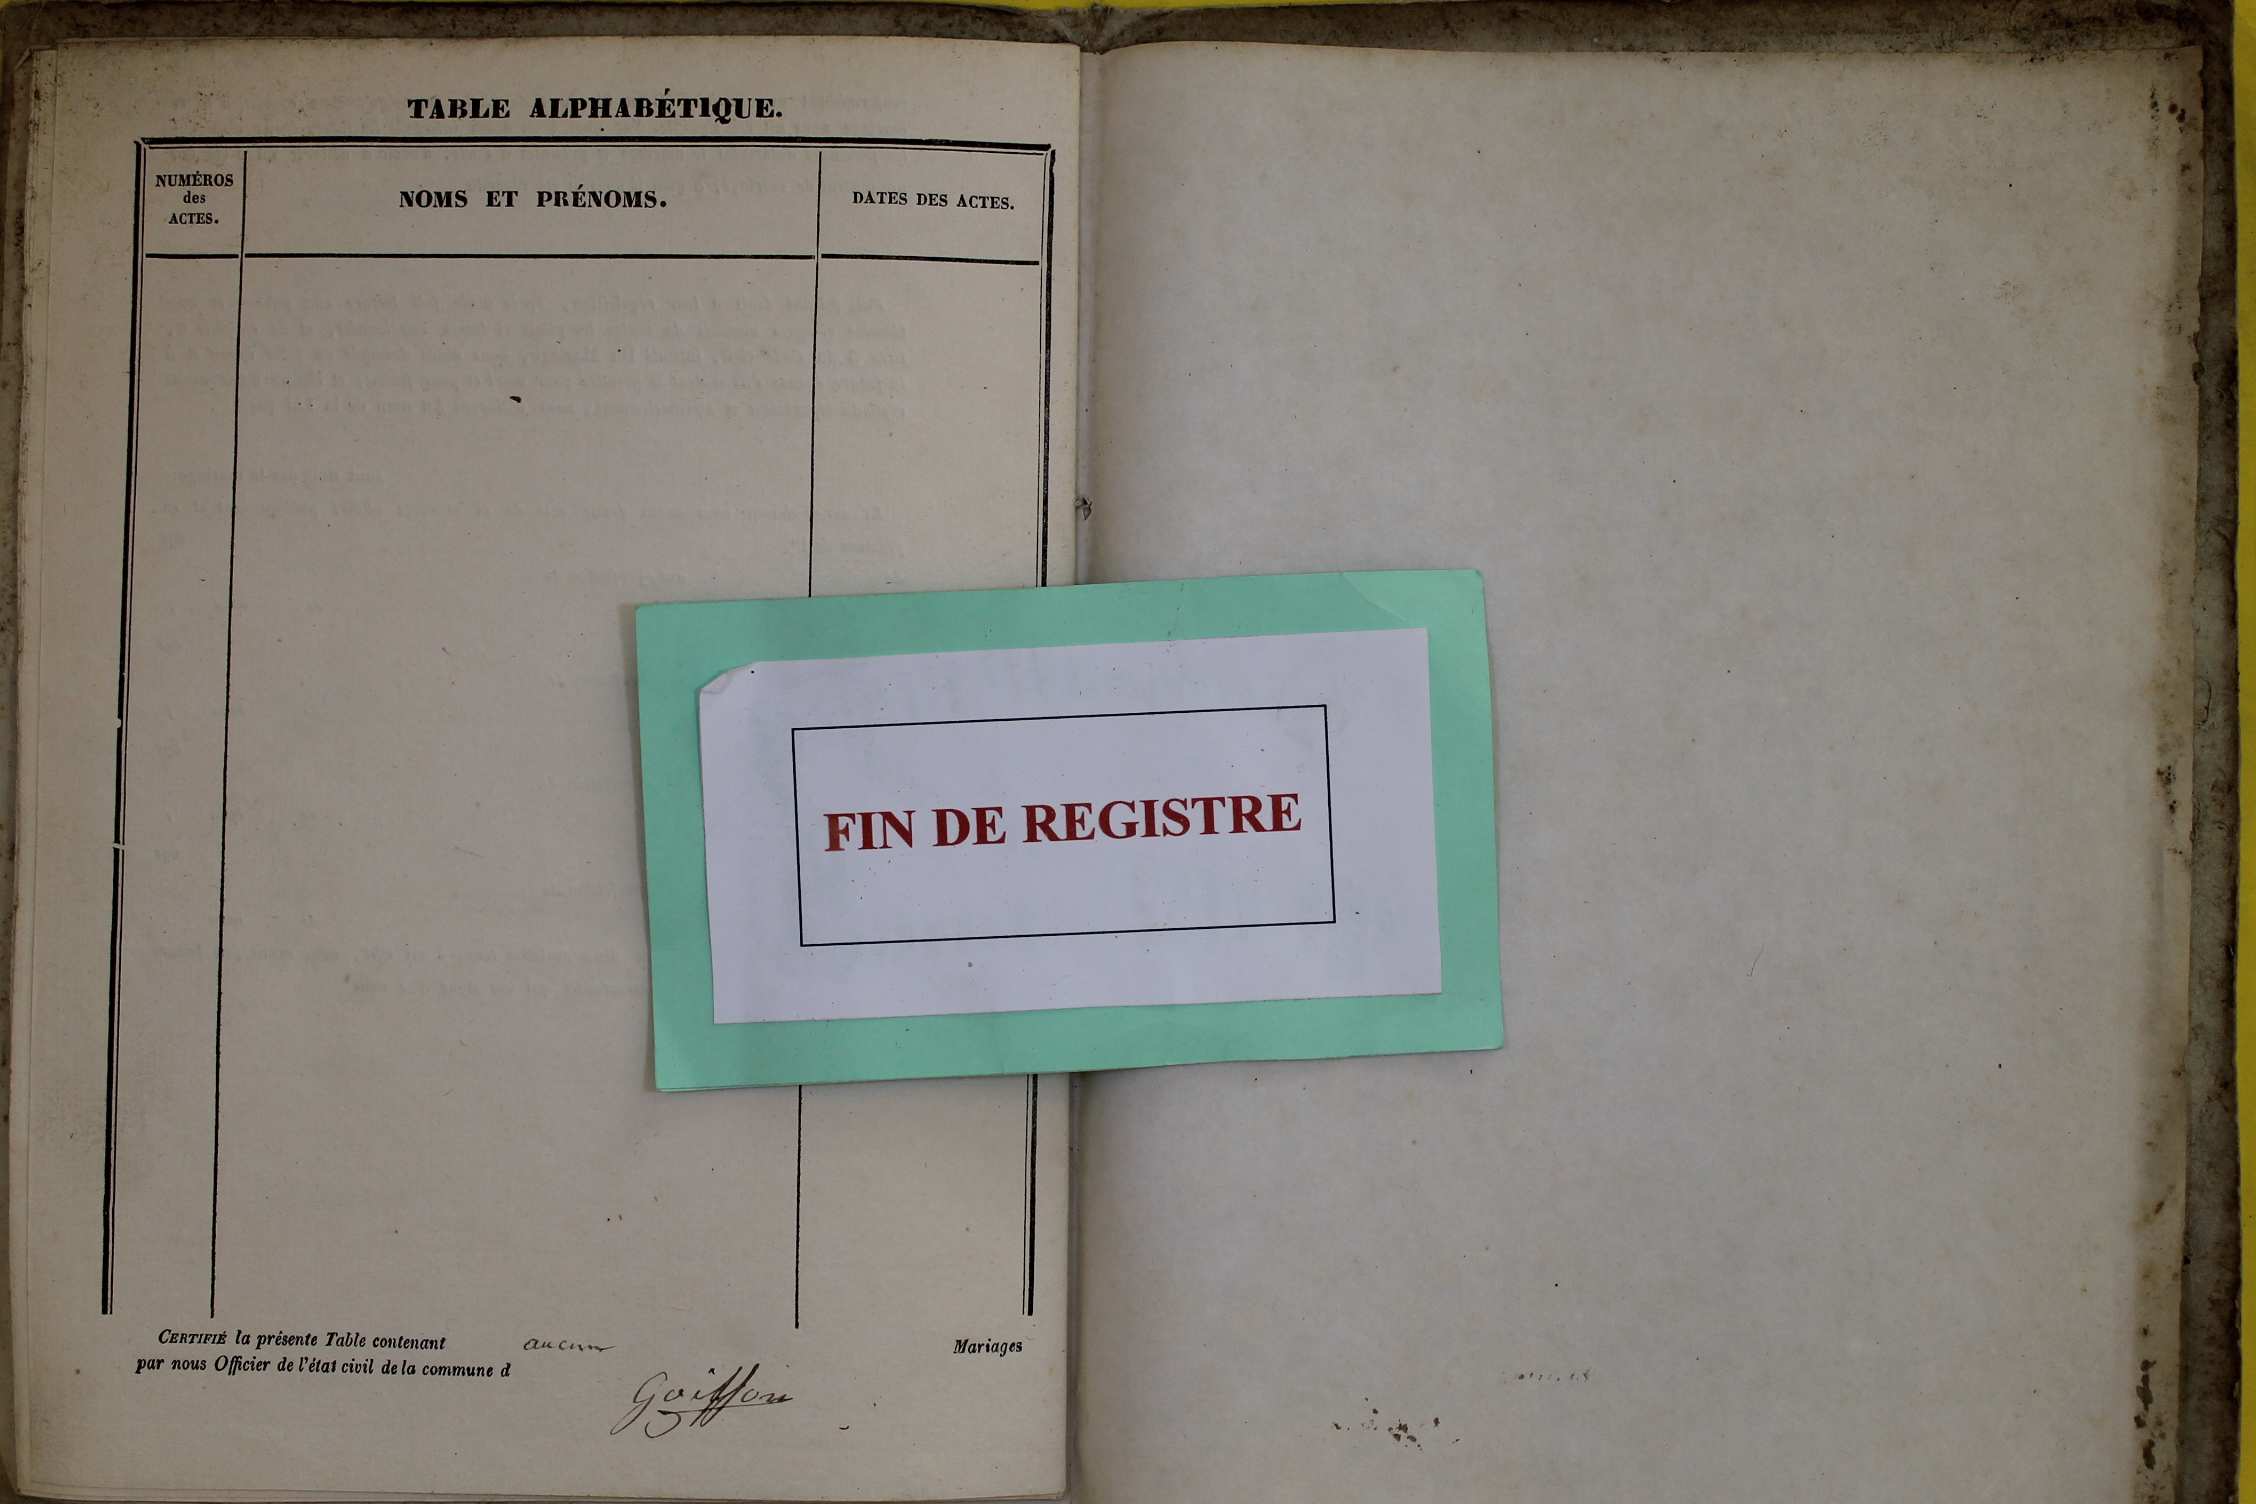 TABLE ALPHABÉTIQUE.
NUMÉROS
des
ACTES.
NOMS ET PRÉNOMS.
DATES DES ACTES.
FIN DE REGISTRE
CERTIFIÉ la présente Table contenant aucun Mariages
par nous Officier de l'état civil de la commune d
Goiffon